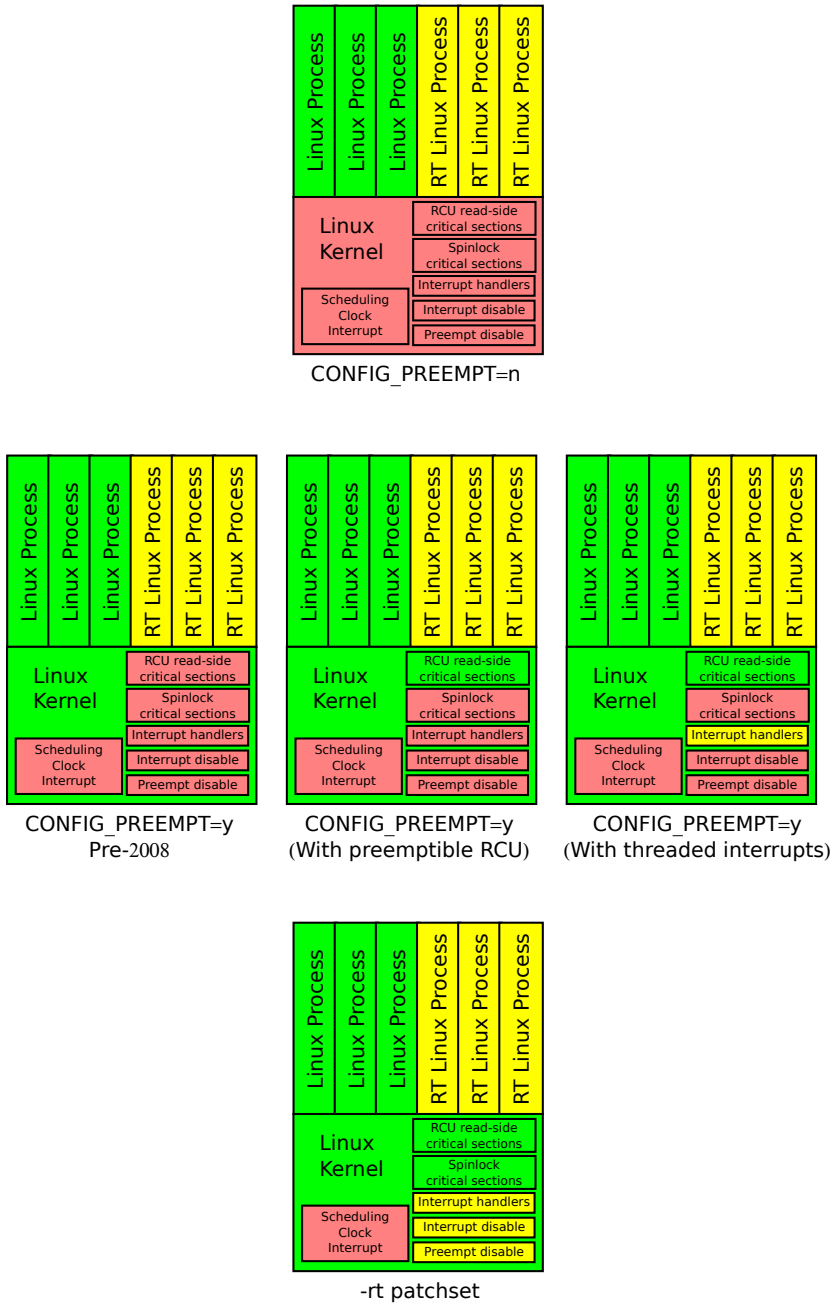 Linux Process
Linux Process
Linux Process
RT Linux Process
RT Linux Process
RT Linux Process
Linux
Kernel
RCU read-side
critical sections
Spinlock
critical sections
Interrupt handlers
Scheduling
Clock
Interrupt
Interrupt disable
Preempt disable
CONFIG_PREEMPT=n
Linux Process
Linux Process
Linux Process
RT Linux Process
RT Linux Process
RT Linux Process
Linux
Kernel
RCU read-side
critical sections
Spinlock
critical sections
Interrupt handlers
Scheduling
Clock
Interrupt
Interrupt disable
Preempt disable
CONFIG_PREEMPT=y
Pre-2008
Linux Process
Linux Process
Linux Process
RT Linux Process
RT Linux Process
RT Linux Process
Linux
Kernel
RCU read-side
critical sections
Spinlock
critical sections
Interrupt handlers
Scheduling
Clock
Interrupt
Interrupt disable
Preempt disable
CONFIG_PREEMPT=y
(With preemptible RCU)
Linux Process
Linux Process
Linux Process
RT Linux Process
RT Linux Process
RT Linux Process
Linux
Kernel
RCU read-side
critical sections
Spinlock
critical sections
Interrupt handlers
Scheduling
Clock
Interrupt
Interrupt disable
Preempt disable
CONFIG_PREEMPT=y
(With threaded interrupts)
Linux Process
Linux Process
Linux Process
RT Linux Process
RT Linux Process
RT Linux Process
Linux
Kernel
RCU read-side
critical sections
Spinlock
critical sections
Interrupt handlers
Scheduling
Clock
Interrupt
Interrupt disable
Preempt disable
-rt patchset